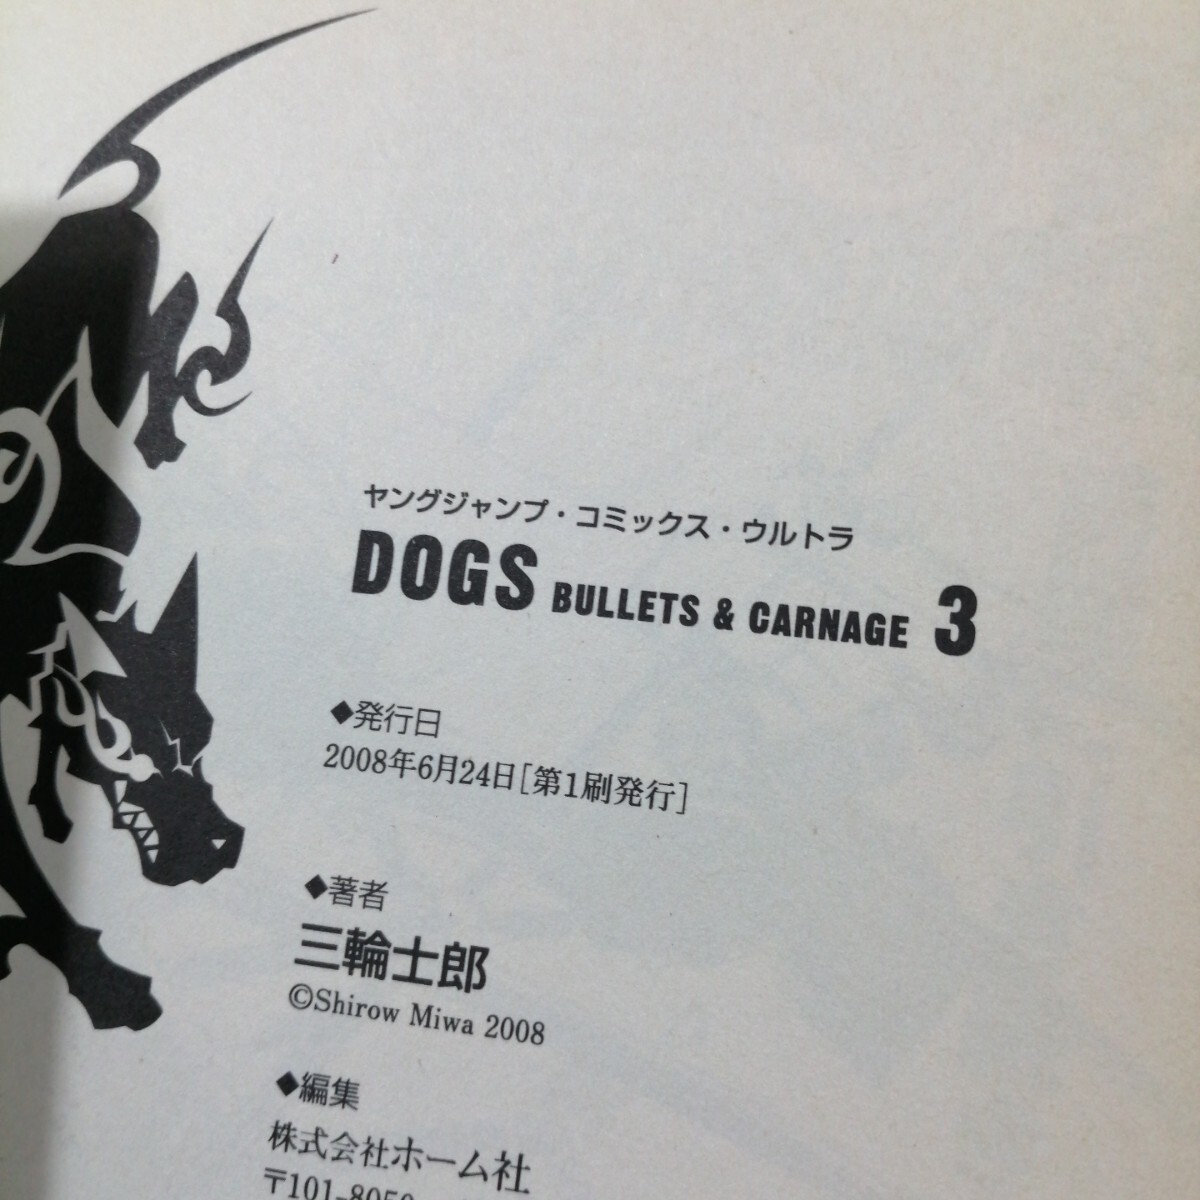 ヤングジャンプ・コミックス・ウルトラ
DOGS BULLETS & CARNAGE 3
◆発行日
2008年6月24日[第1刷発行]
◆著者
三輪士郎
©Shirow Miwa 2008
◆編集
株式会社ホーム社
〒101-8050